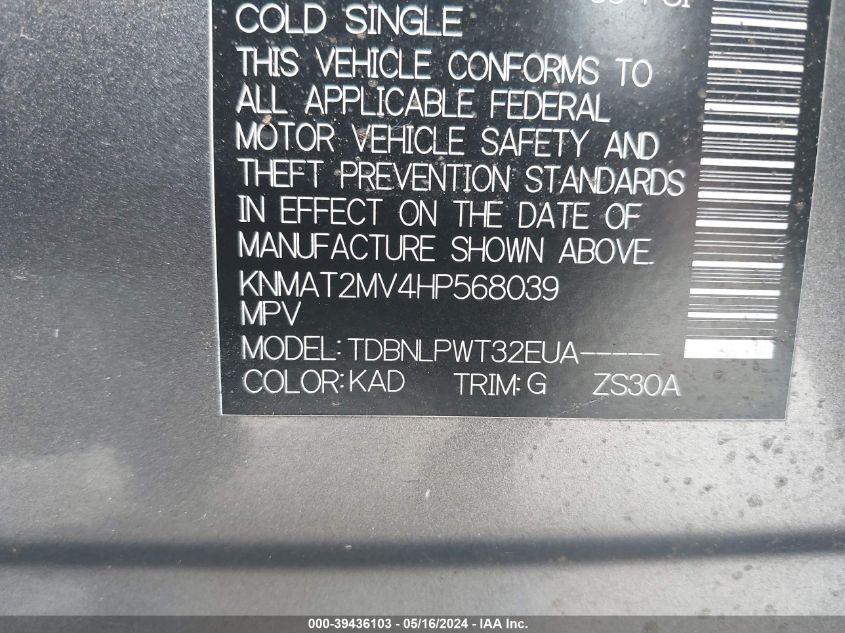 COLD SINGLE
THIS VEHICLE CONFORMS TO
ALL APPLICABLE FEDERAL
MOTOR VEHICLE SAFETY AND
THEFT PREVENTION STANDARDS
IN EFFECT ON THE DATE OF
MANUFACTURE SHOWN ABOVE.
KNMAT2MV4HP568039
MPV
MODEL: TDBNLPWT32EUA-----
COLOR: KAD TRIM: G ZS30A
000-39436103 - 05/16/2024 - IAA Inc.